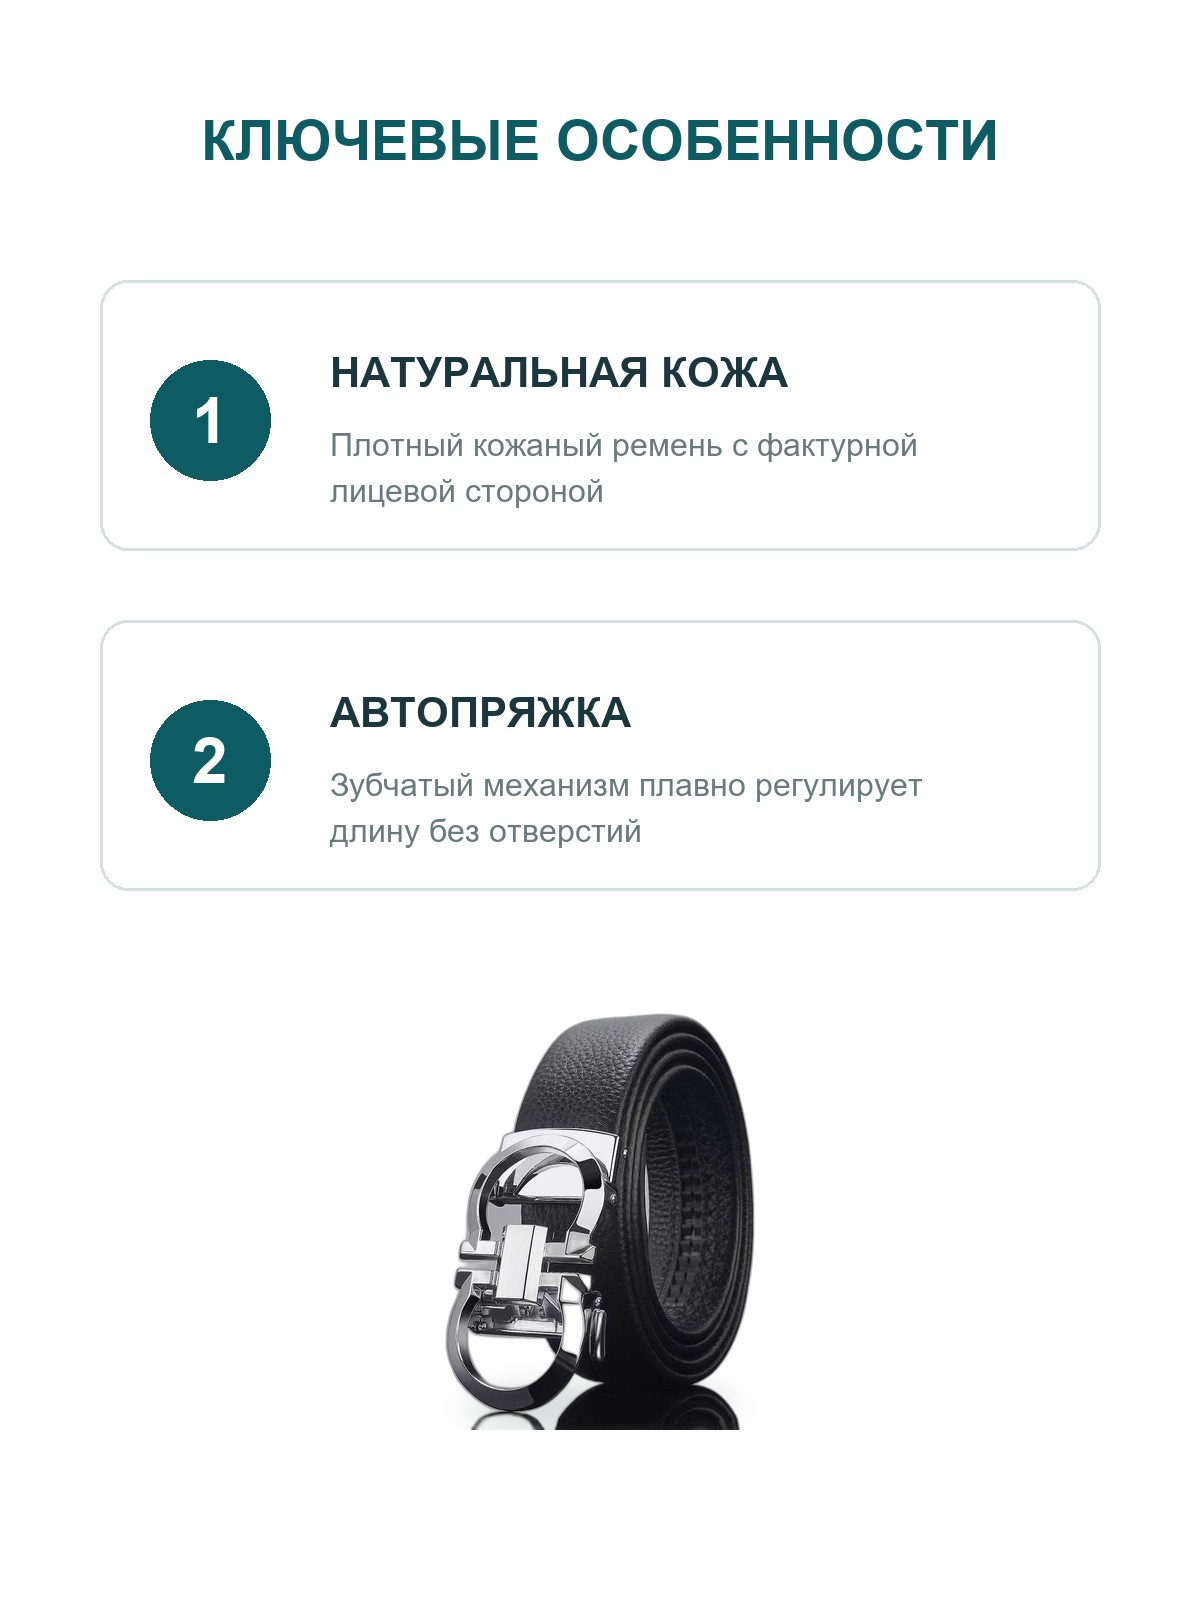 КЛЮЧЕВЫЕ ОСОБЕННОСТИ
1
НАТУРАЛЬНАЯ КОЖА
Плотный кожаный ремень с фактурной
лицевой стороной
2
АВТОПРЯЖКА
Зубчатый механизм плавно регулирует
длину без отверстий